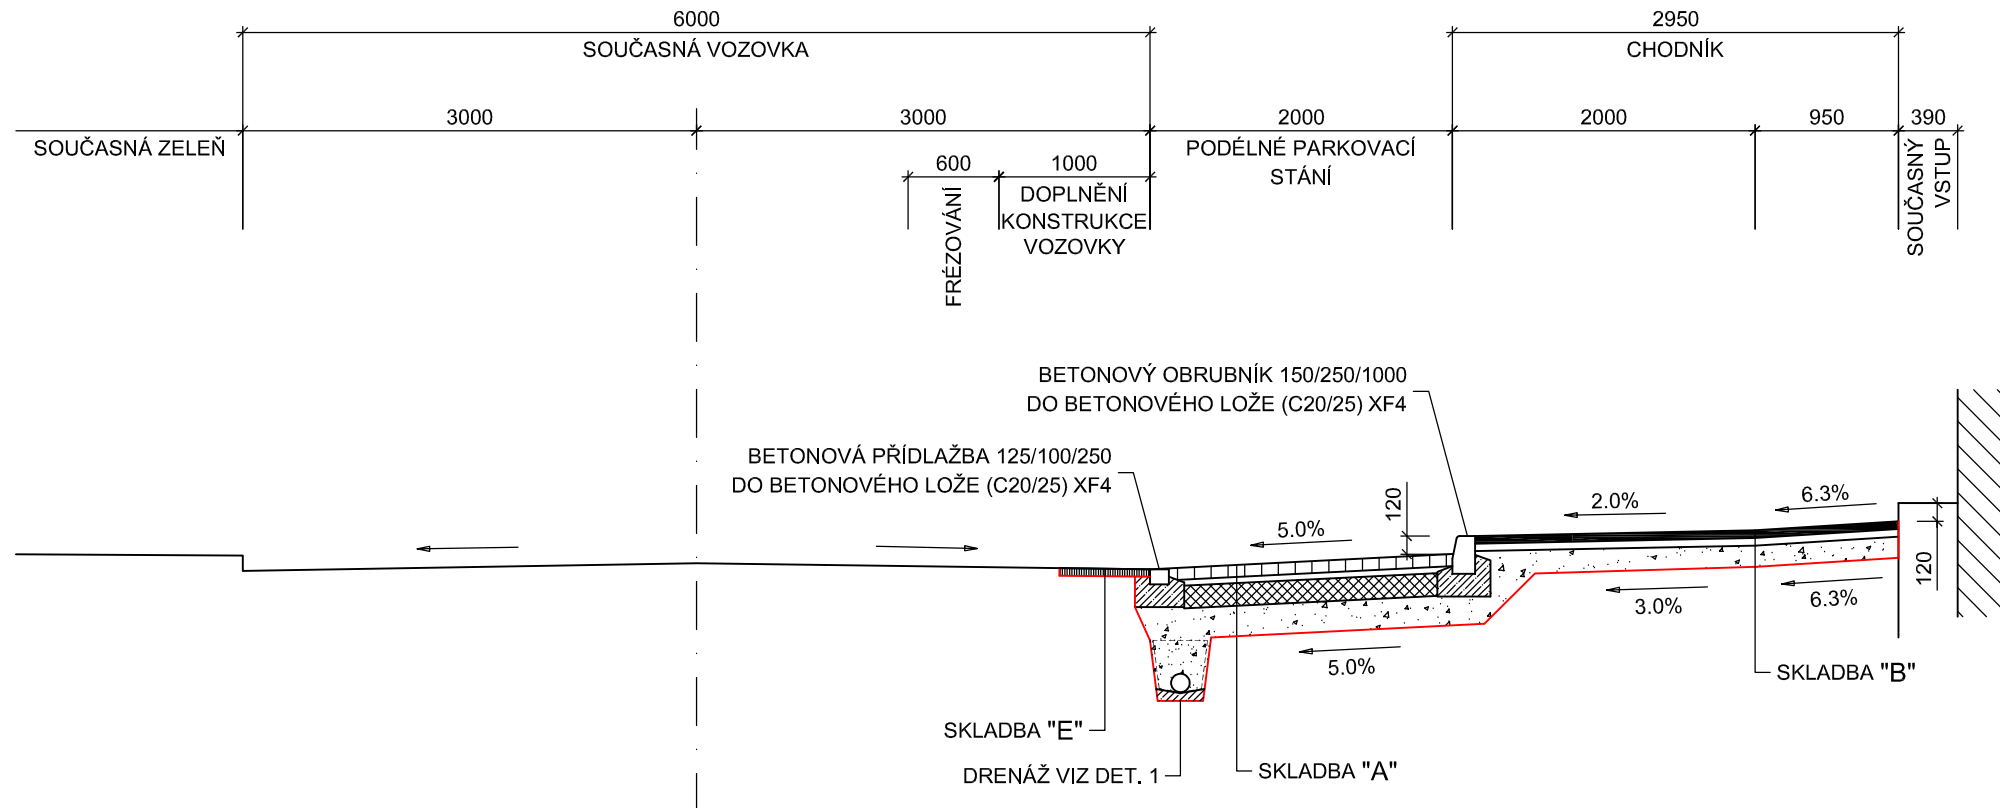 6000
SOUČASNÁ VOZOVKA
2950
CHODNÍK
3000
3000
2000
2000
950
390
SOUČASNÁ ZELEŇ
PODÉLNÉ PARKOVACÍ
STÁNÍ
SOUČASNÝ
VSTUP
600
1000
FRÉZOVÁNÍ
DOPLNĚNÍ
KONSTRUKCE
VOZOVKY
BETONOVÝ OBRUBNÍK 150/250/1000
DO BETONOVÉHO LOŽE (C20/25) XF4
BETONOVÁ PŘÍDLAŽBA 125/100/250
DO BETONOVÉHO LOŽE (C20/25) XF4
120
5.0%
2.0%
6.3%
120
3.0%
6.3%
5.0%
SKLADBA "B"
SKLADBA "E"
SKLADBA "A"
DRENÁŽ VIZ DET. 1